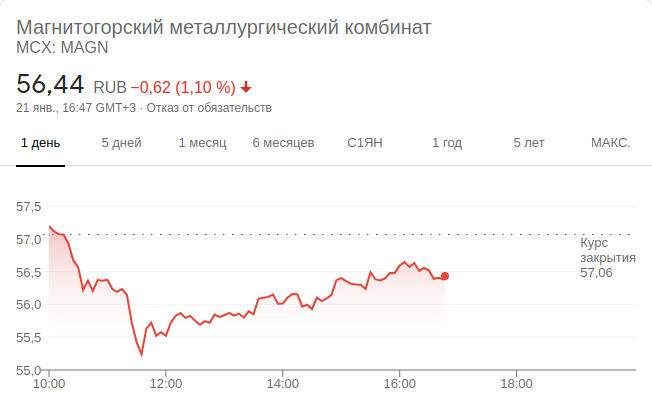 Магнитогорский металлургический комбинат
MCX: MAGN
56,44 RUB −0,62 (1,10 %)
21 янв., 16:47 GMT+3 · Отказ от обязательств
1 день 5 дней 1 месяц 6 месяцев С1ЯН 1 год 5 лет МАКС.
57,5
57,0
56,5
56,0
55,5
55,0
Курс
закрытия
57,06
10:00 12:00 14:00 16:00 18:00